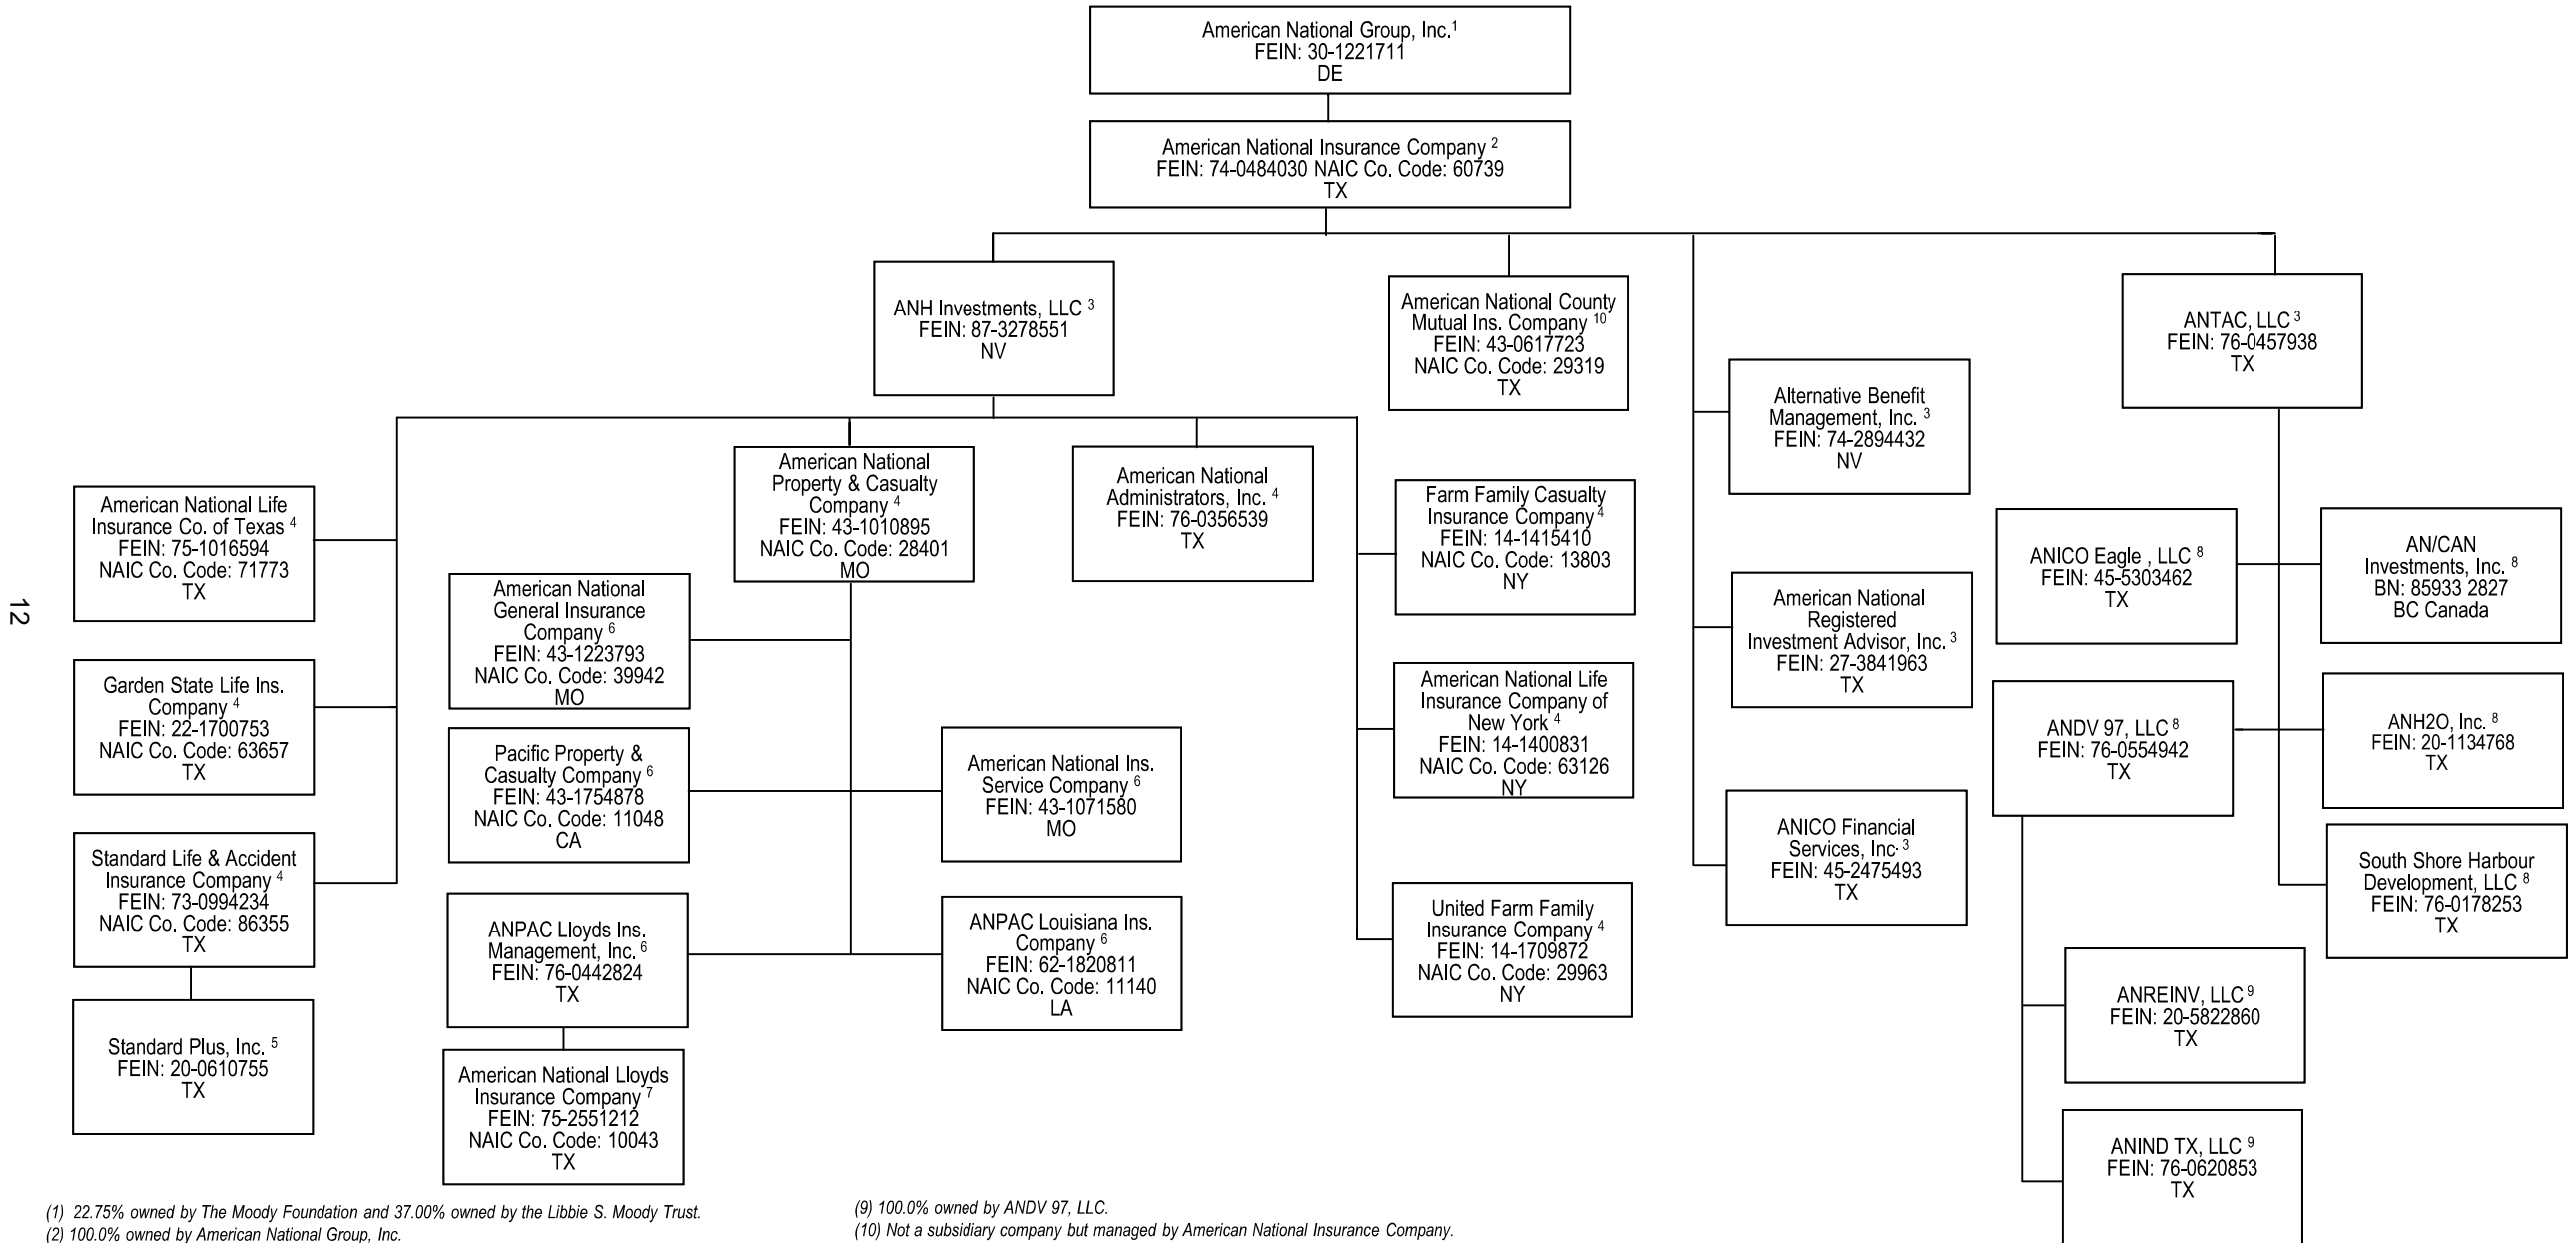 American National Group, Inc.¹
FEIN: 30-1221711
DE
American National Insurance Company ²
FEIN: 74-0484030 NAIC Co. Code: 60739
TX
ANH Investments, LLC ³
FEIN: 87-3278551
NV
American National County
Mutual Ins. Company ¹⁰
FEIN: 43-0617723
NAIC Co. Code: 29319
TX
ANTAC, LLC ³
FEIN: 76-0457938
TX
Alternative Benefit
Management, Inc. ³
FEIN: 74-2894432
NV
American National
Registered
Investment Advisor, Inc. ³
FEIN: 27-3841963
TX
ANICO Financial
Services, Inc. ³
FEIN: 45-2475493
TX
American National Life
Insurance Co. of Texas ⁴
FEIN: 75-1016594
NAIC Co. Code: 71773
TX
Garden State Life Ins.
Company ⁴
FEIN: 22-1700753
NAIC Co. Code: 63657
TX
Standard Life & Accident
Insurance Company ⁴
FEIN: 73-0994234
NAIC Co. Code: 86355
TX
Standard Plus, Inc. ⁵
FEIN: 20-0610755
TX
American National
Property & Casualty
Company ⁴
FEIN: 43-1010895
NAIC Co. Code: 28401
MO
American National
General Insurance
Company ⁶
FEIN: 43-1223793
NAIC Co. Code: 39942
MO
Pacific Property &
Casualty Company ⁶
FEIN: 43-1754878
NAIC Co. Code: 11048
CA
American National Ins.
Service Company ⁶
FEIN: 43-1071580
MO
ANPAC Lloyds Ins.
Management, Inc. ⁶
FEIN: 76-0442824
TX
ANPAC Louisiana Ins.
Company ⁶
FEIN: 62-1820811
NAIC Co. Code: 11140
LA
American National Lloyds
Insurance Company ⁷
FEIN: 75-2551212
NAIC Co. Code: 10043
TX
American National
Administrators, Inc. ⁴
FEIN: 76-0356539
TX
Farm Family Casualty
Insurance Company ⁴
FEIN: 14-1415410
NAIC Co. Code: 13803
NY
American National Life
Insurance Company of
New York ⁴
FEIN: 14-1400831
NAIC Co. Code: 63126
NY
United Farm Family
Insurance Company ⁴
FEIN: 14-1709872
NAIC Co. Code: 29963
NY
ANICO Eagle , LLC ⁸
FEIN: 45-5303462
TX
AN/CAN
Investments, Inc. ⁸
BN: 85933 2827
BC Canada
ANDV 97, LLC ⁸
FEIN: 76-0554942
TX
ANH2O, Inc. ⁸
FEIN: 20-1134768
TX
South Shore Harbour
Development, LLC ⁸
FEIN: 76-0178253
TX
ANREINV, LLC ⁹
FEIN: 20-5822860
TX
ANIND TX, LLC ⁹
FEIN: 76-0620853
TX
12
(1) 22.75% owned by The Moody Foundation and 37.00% owned by the Libbie S. Moody Trust.
(2) 100.0% owned by American National Group, Inc.
(9) 100.0% owned by ANDV 97, LLC.
(10) Not a subsidiary company but managed by American National Insurance Company.